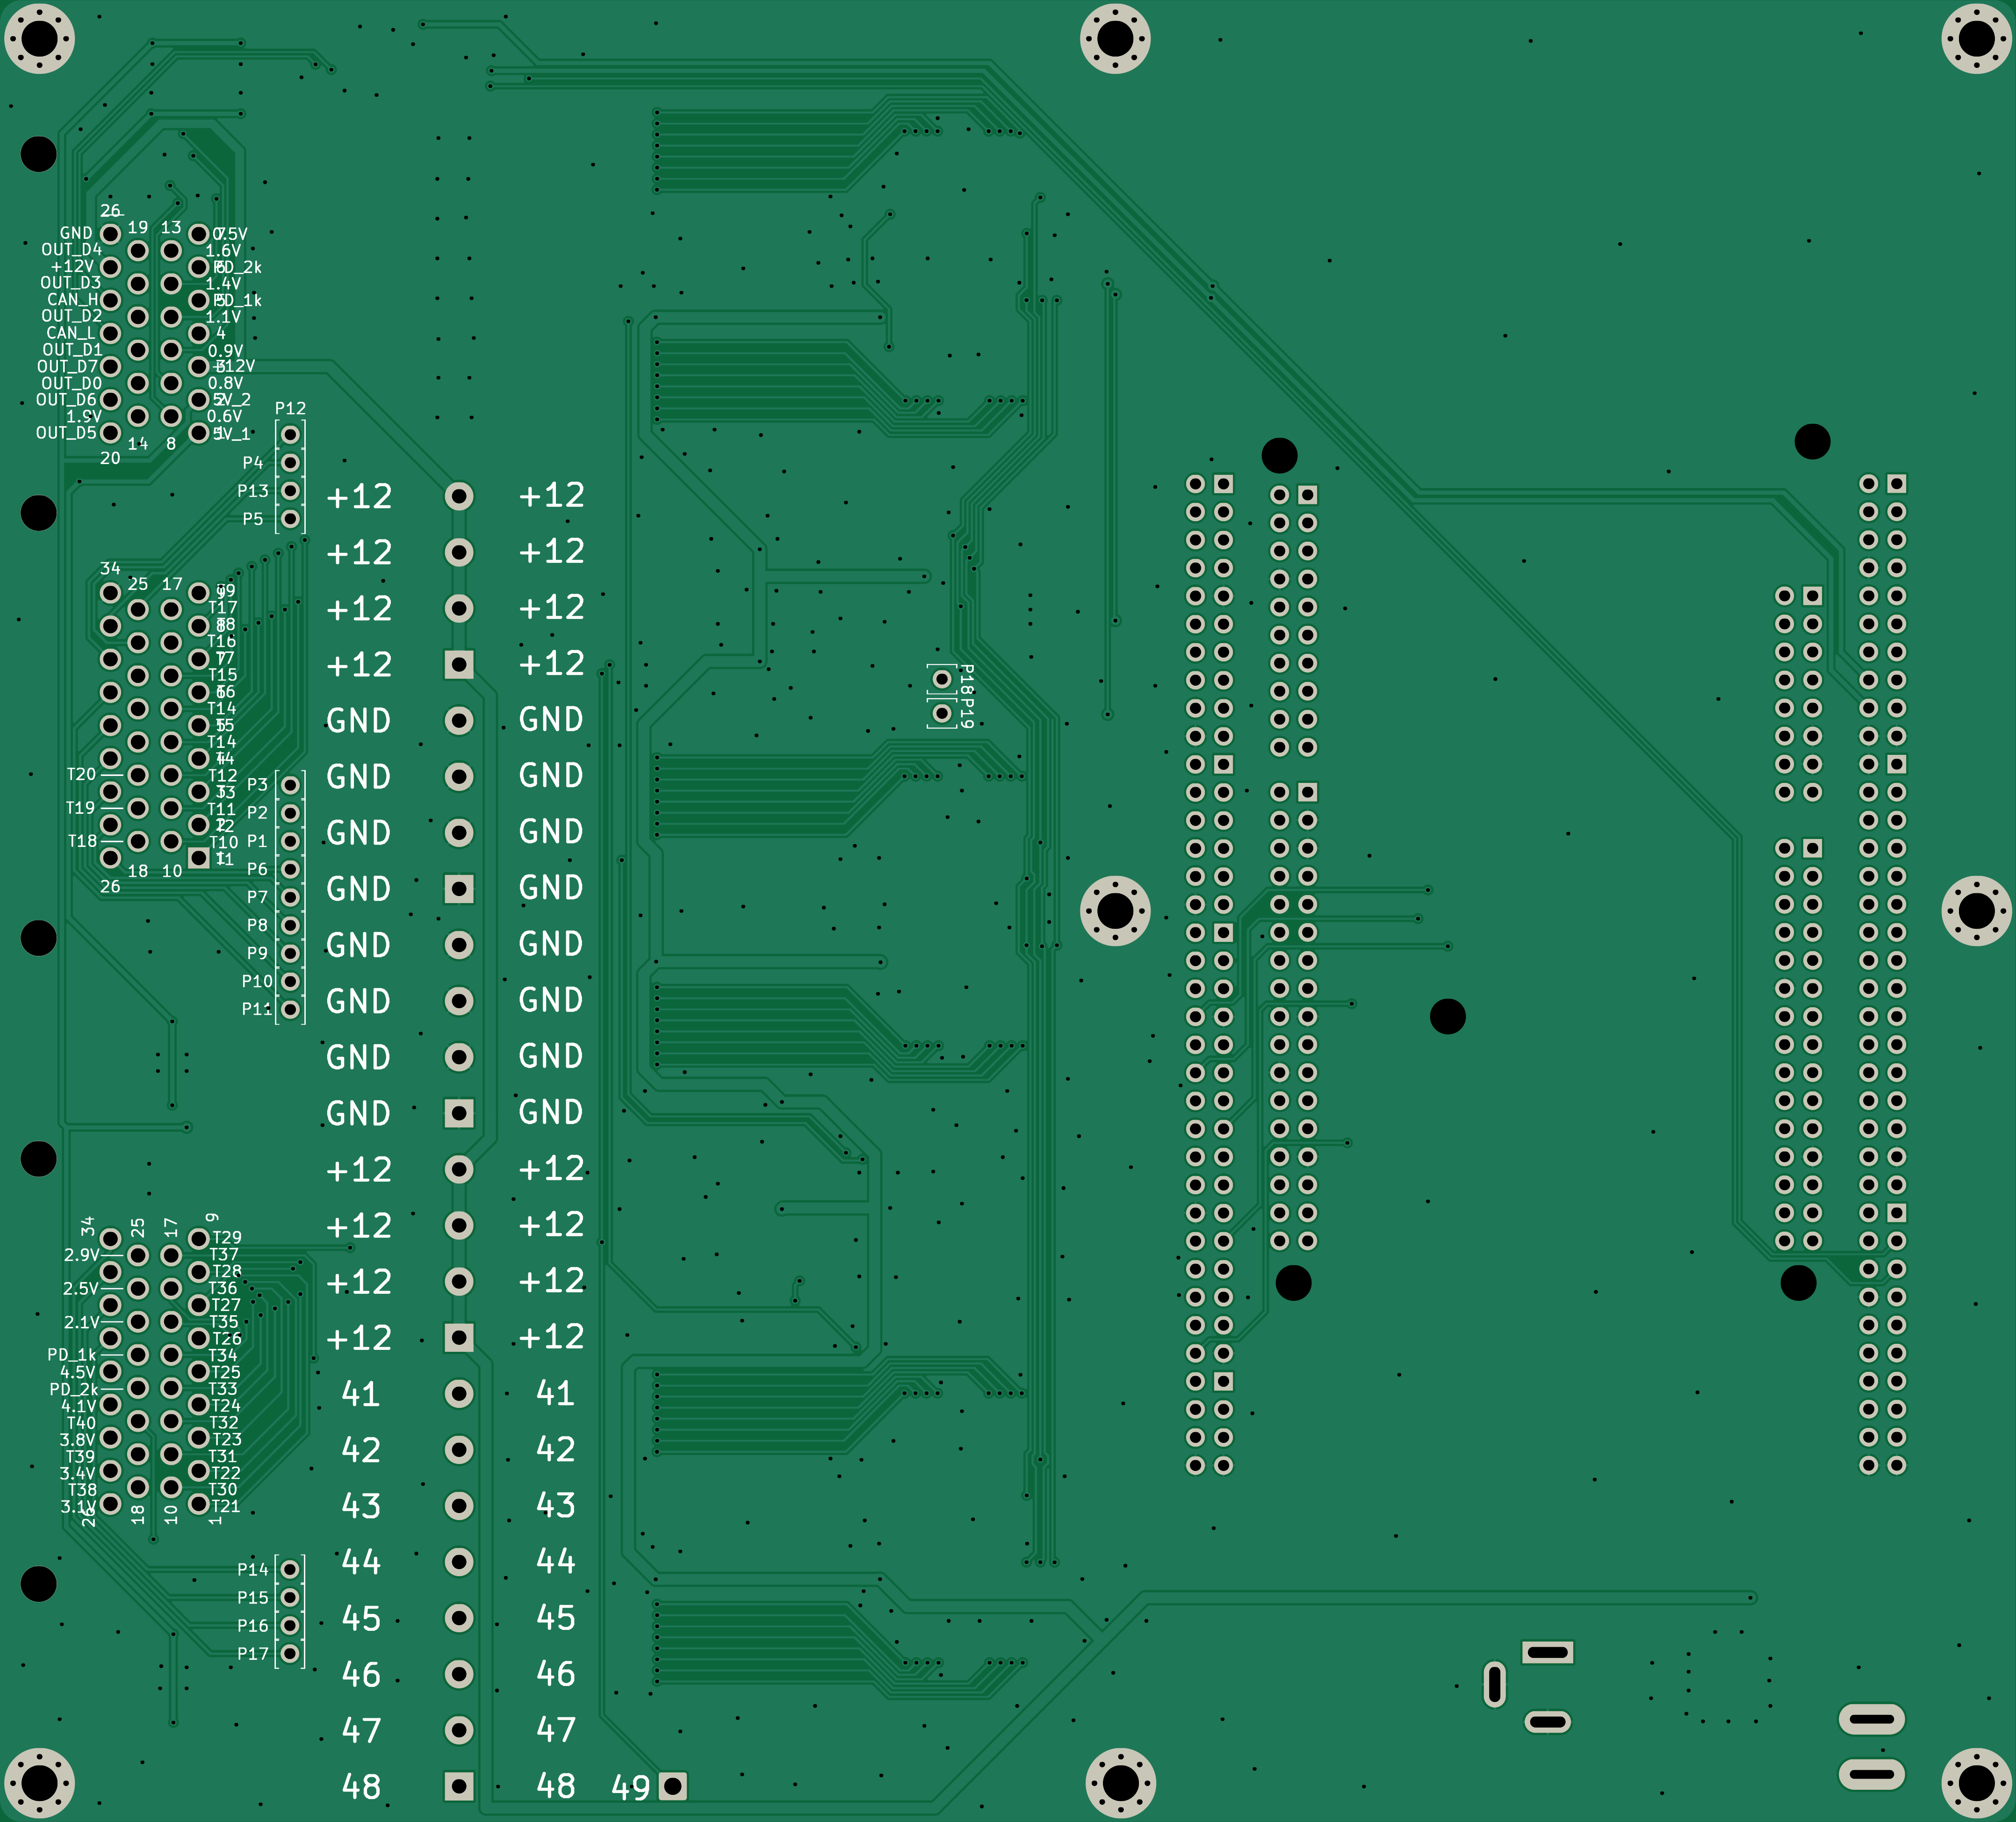 26
19 13
GND
OUT_D4 1.6V
+12V PD_2k
OUT_D3 1.4V
CAN_H PD_1k
OUT_D2 1.1V
CAN_L 4
OUT_D1 0.9V
OUT_D7 +12V
OUT_D0 0.8V
OUT_D6 5V_2
1.9V 0.6V
OUT_D5 5V_1
14 8
20
P12
P4
P13
P5
34
25 17
T17
T16
T15
T14
T14
T20 T12
T19 T11
T18 T10
T1
18 10
26
P3
P2
P1
P6
P7
P8
P9
P10
P11
34 25 17 9
T29
2.9V T37
T28
2.5V T36
T27
2.1V T35
T26
PD_1k T34
4.5V T25
PD_2k T33
4.1V T24
T40 T32
3.8V T23
T39 T31
3.4V T22
T38 T30
3.1V T21
26 18 10 1
P14
P15
P16
P17
+12 +12
+12 +12
+12 +12
+12 +12
GND GND
GND GND
GND GND
GND GND
GND GND
GND GND
GND GND
GND GND
+12 +12
+12 +12
+12 +12
+12 +12
41 41
42 42
43 43
44 44
45 45
46 46
47 47
48 48 49
P18
P19